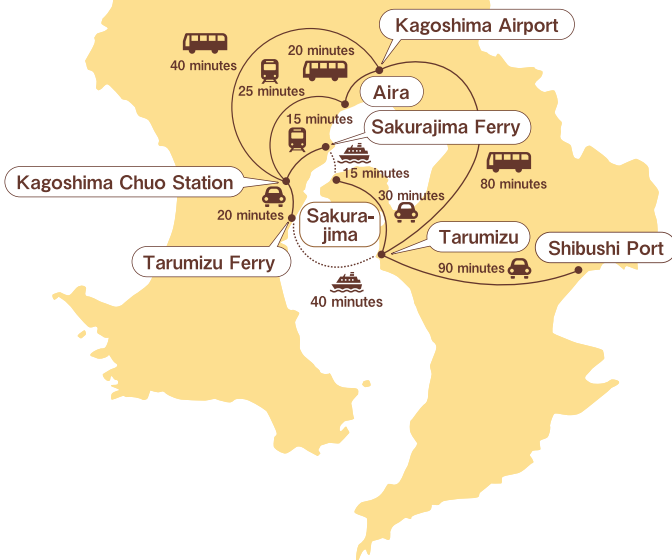 Kagoshima Airport
20 minutes
40 minutes
25 minutes
Aira
15 minutes
Sakurajima Ferry
15 minutes
Kagoshima Chuo Station
80 minutes
30 minutes
20 minutes
Sakura-
jima
Tarumizu
Shibushi Port
Tarumizu Ferry
90 minutes
40 minutes